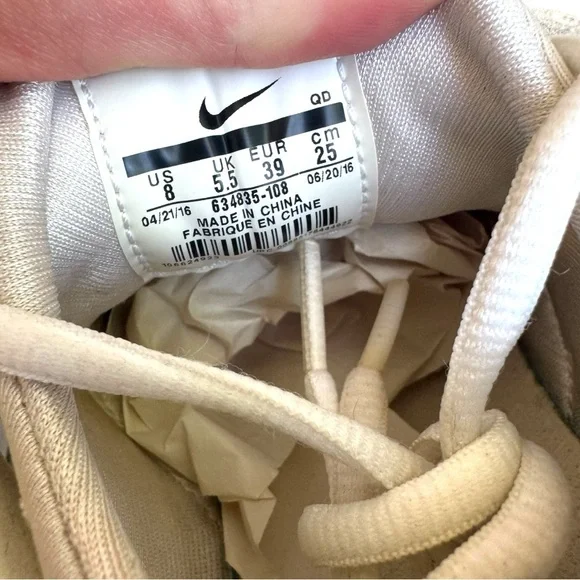 QD
US UK EUR cm
8 5.5 39 25
04/21/16 634835-108 06/20/16
MADE IN CHINA
FABRIQUE EN CHINE